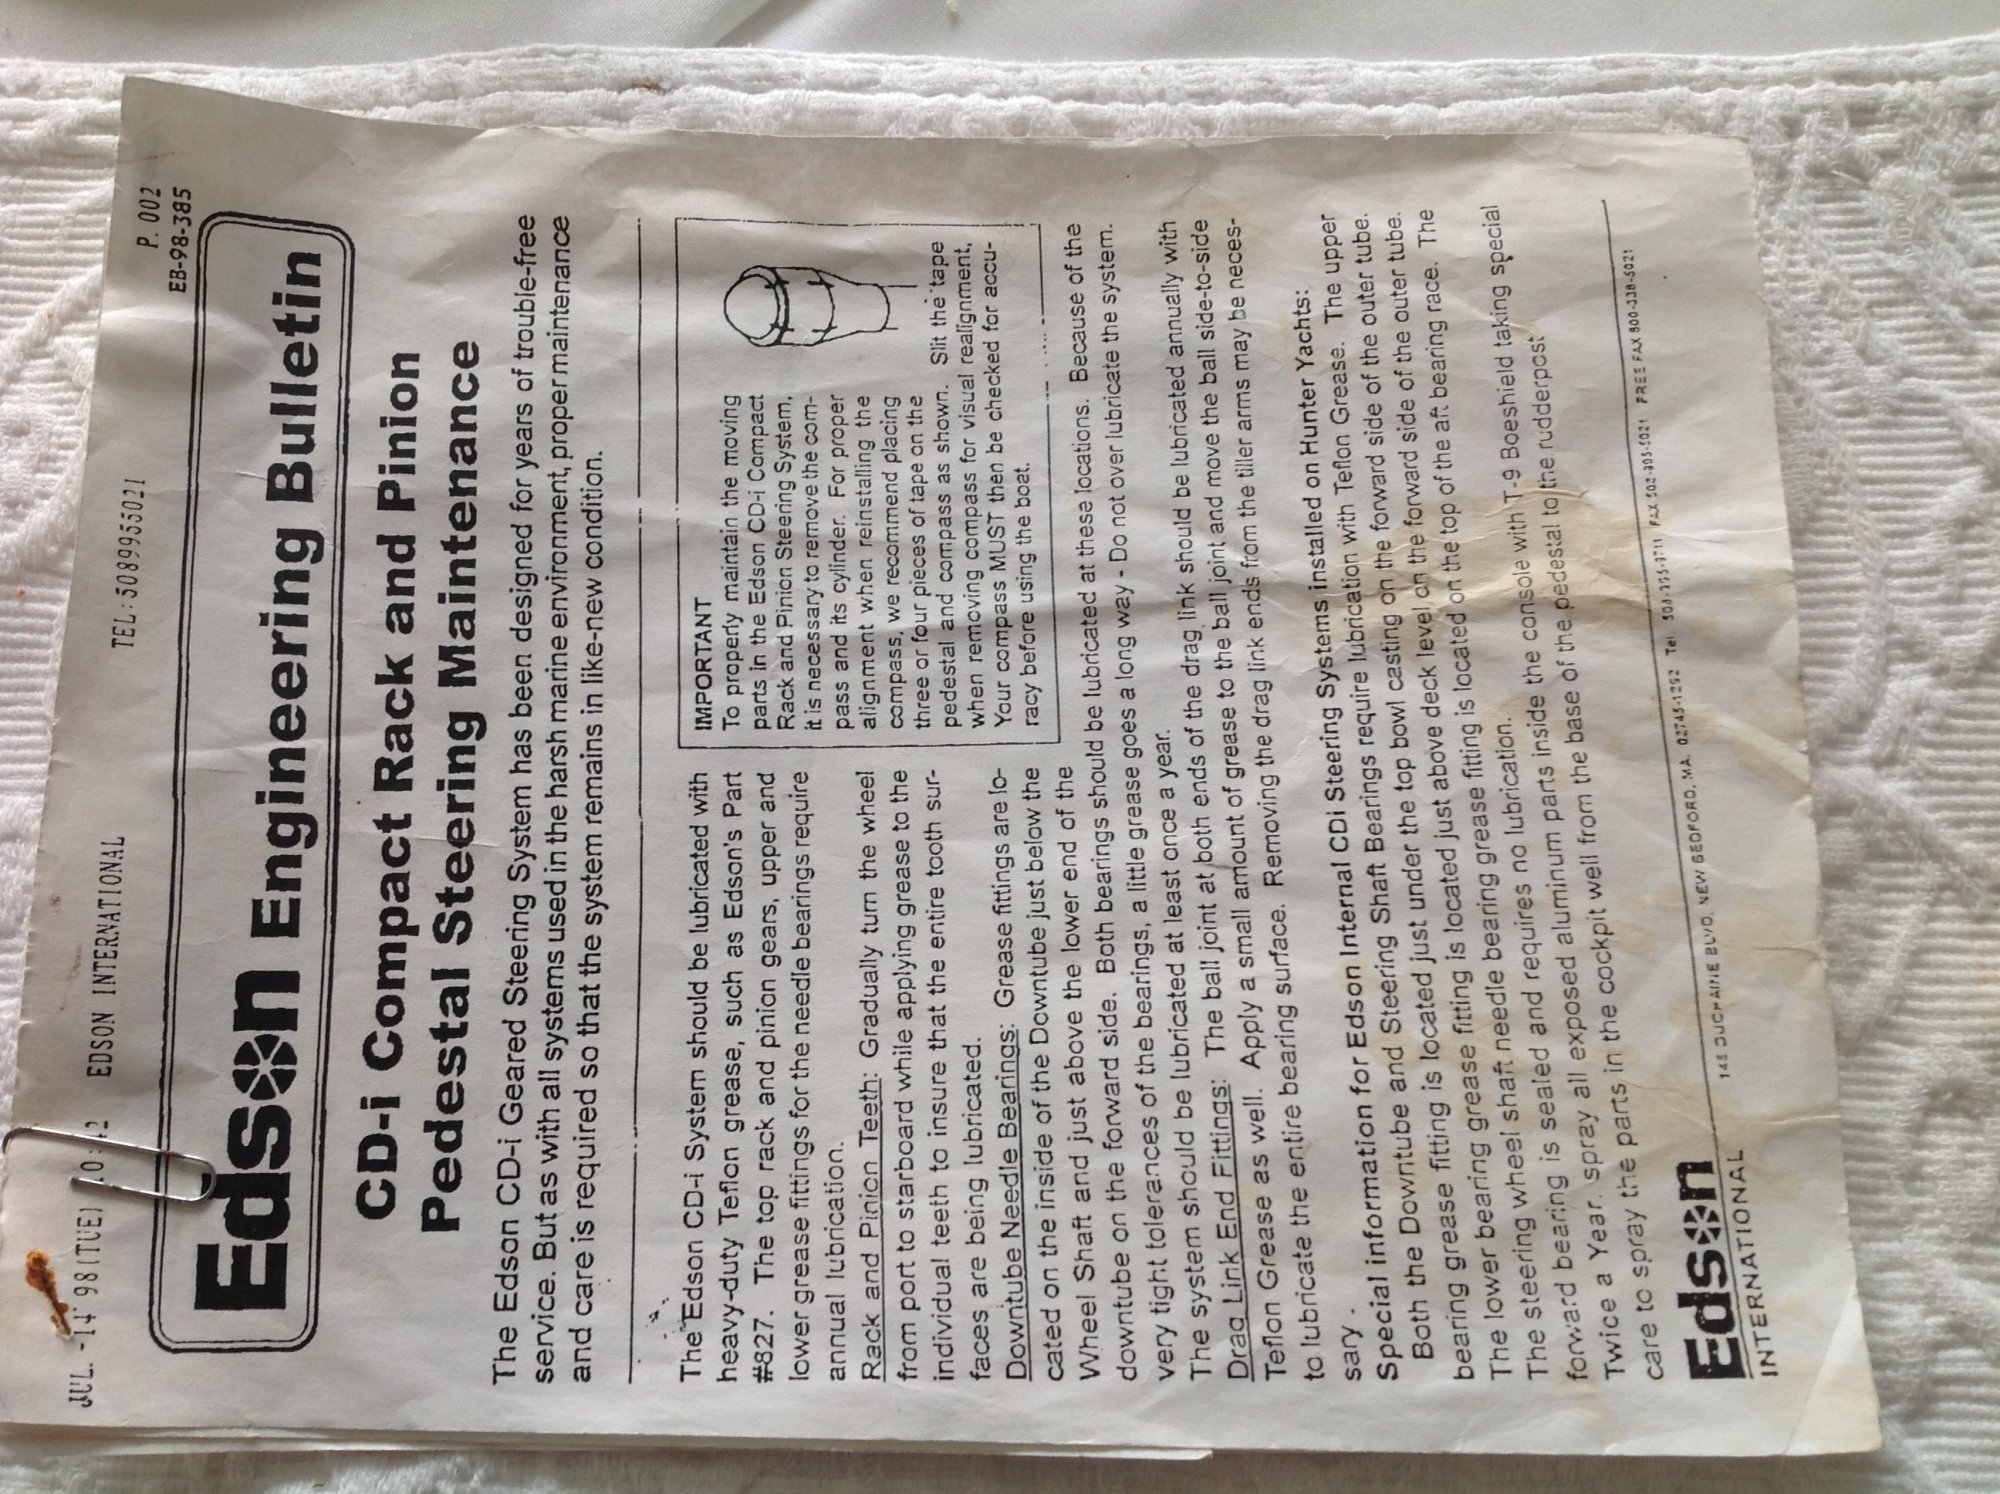 JUL. -14' 98(TUE) 10:42 EDSON INTERNATIONAL TEL:5089955021 P. 002
EB-98-385
Edson Engineering Bulletin
CD-i Compact Rack and Pinion
Pedestal Steering Maintenance
The Edson CD-i Geared Steering System has been designed for years of trouble-free
service. But as with all systems used in the harsh marine environment, proper maintenance
and care is required so that the system remains in like-new condition.
The Edson CD-i System should be lubricated with
heavy-duty Teflon grease, such as Edson's Part
#827. The top rack and pinion gears, upper and
lower grease fittings for the needle bearings require
annual lubrication.
Rack and Pinion Teeth: Gradually turn the wheel
from port to starboard while applying grease to the
individual teeth to insure that the entire tooth sur-
faces are being lubricated.
Downtube Needle Bearings: Grease fittings are lo-
cated on the inside of the Downtube just below the
Wheel Shaft and just above the lower end of the
IMPORTANT
To properly maintain the moving
parts in the Edson CD-i Compact
Rack and Pinion Steering System,
it is necessary to remove the com-
pass and its cylinder. For proper
alignment when reinstalling the
compass, we recommend placing
three or four pieces of tape on the
pedestal and compass as shown. Slit the tape
when removing compass for visual realignment,
Your compass MUST then be checked for accu-
racy before using the boat.
downtube on the forward side. Both bearings should be lubricated at these locations. Because of the
very tight tolerances of the bearings, a little grease goes a long way - Do not over lubricate the system.
The system should be lubricated at least once a year.
Drag Link End Fittings: The ball joint at both ends of the drag link should be lubricated annually with
Teflon Grease as well. Apply a small amount of grease to the ball joint and move the ball side-to-side
to lubricate the entire bearing surface. Removing the drag link ends from the tiller arms may be neces-
sary.
Special information for Edson Internal CDi Steering Systems installed on Hunter Yachts:
Both the Downtube and Steering Shaft Bearings require lubrication with Teflon Grease. The upper
bearing grease fitting is located just under the top bowl casting on the forward side of the outer tube.
The lower bearing grease fitting is located just above deck level on the forward side of the outer tube.
The steering wheel shaft needle bearing grease fitting is located on the top of the aft bearing race. The
forward bearing is sealed and requires no lubrication.
Twice a Year. spray all exposed aluminum parts inside the console with T-9 Boeshield taking special
care to spray the parts in the cockpit well from the base of the pedestal to the rudderpost
Edson
INTERNATIONAL
146 DUCHAINE BLVD, NEW BEDFORD, MA. 02745-1292 Tel 508-995-9711 FAX 508-995-5021 FREE FAX 800-338-5021